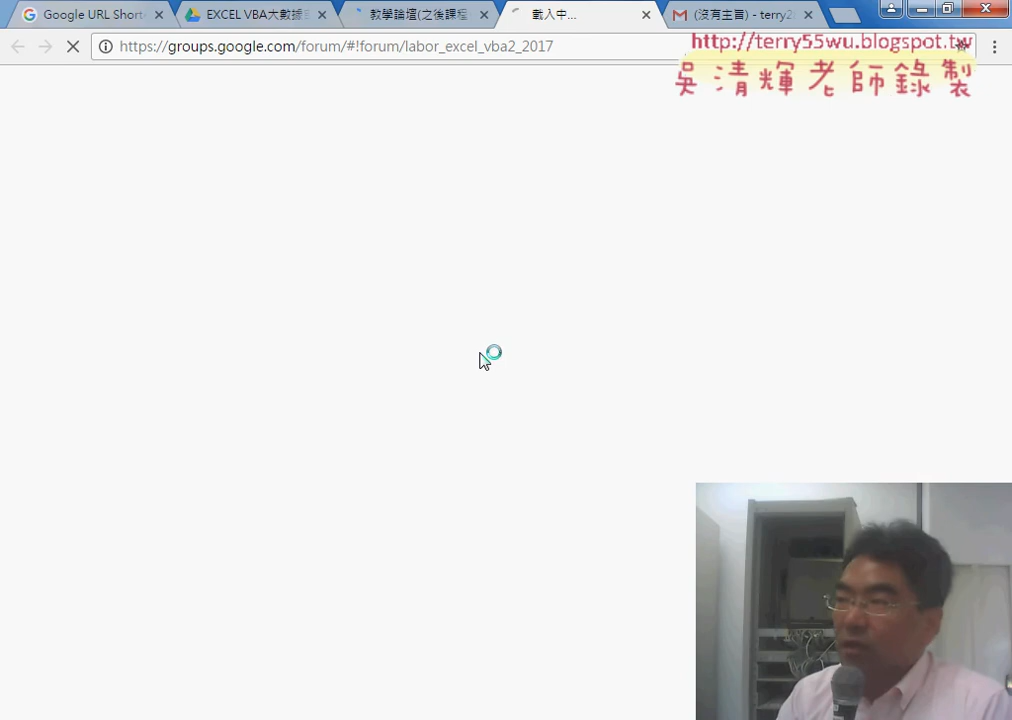 Google URL Short
EXCEL VBA大數據
教學論壇(之後課程
載入中...
(沒有主旨) - terry2
https://groups.google.com/forum/#!forum/labor_excel_vba2_2017
http://terry55wu.blogspot.tw
吳清輝老師錄製